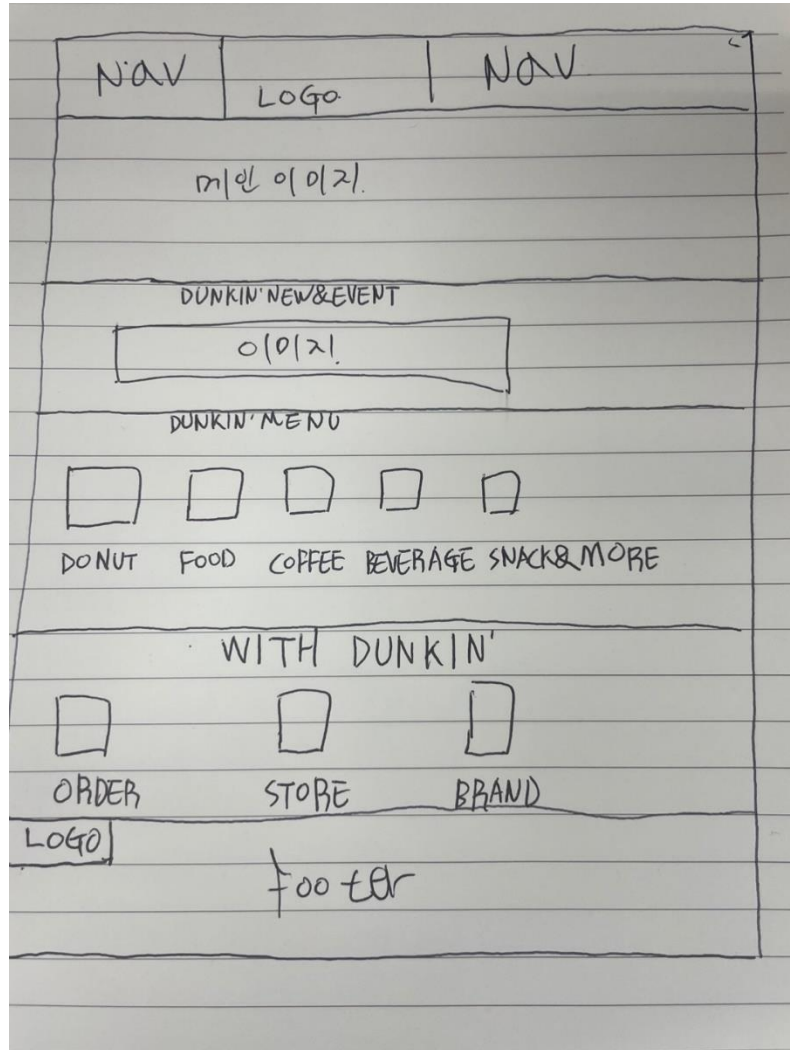 NAV LOGO NAV
메인 이미지.
DUNKIN'NEW&EVENT
이미지.
DUNKIN'MENU
DONUT FOOD COFFEE BEVERAGE SNACK&MORE
WITH DUNKIN'
ORDER STORE BRAND
LOGO
footer